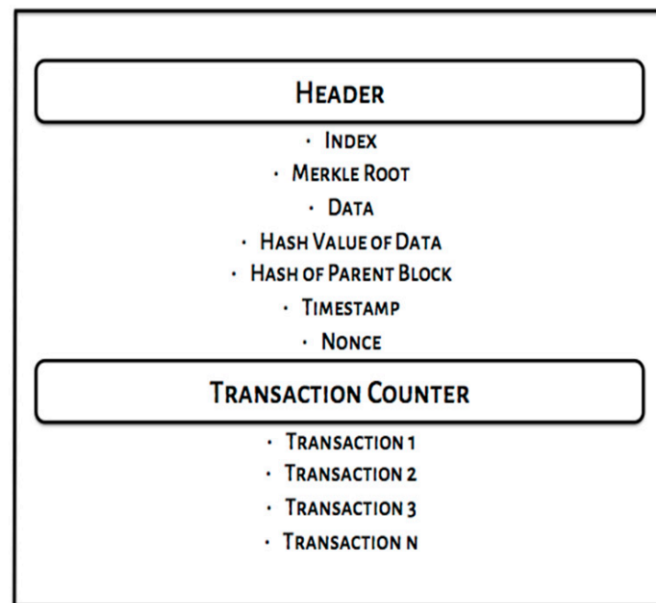 HEADER
· INDEX
· MERKLE ROOT
· DATA
· HASH VALUE OF DATA
· HASH OF PARENT BLOCK
· TIMESTAMP
· NONCE
TRANSACTION COUNTER
· TRANSACTION 1
· TRANSACTION 2
· TRANSACTION 3
· TRANSACTION N